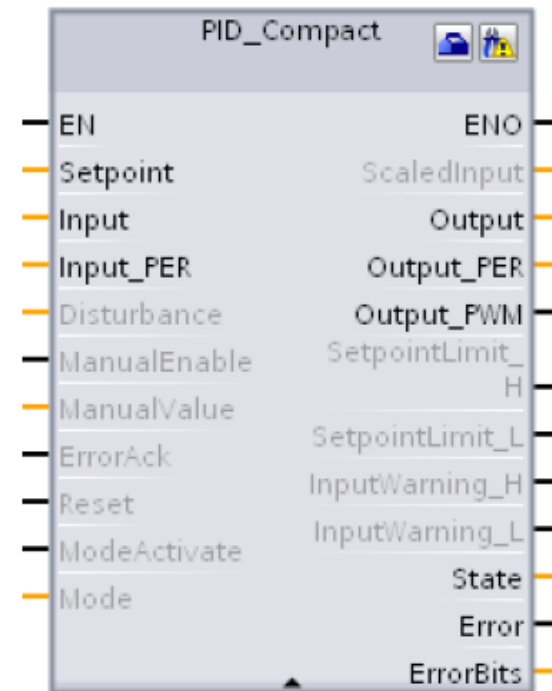 PID_Compact
EN
ENO
Setpoint
ScaledInput
Input
Output
Input_PER
Output_PER
Disturbance
Output_PWM
ManualEnable
SetpointLimit_
H
ManualValue
SetpointLimit_L
ErrorAck
InputWarning_H
Reset
InputWarning_L
ModeActivate
State
Mode
Error
ErrorBits